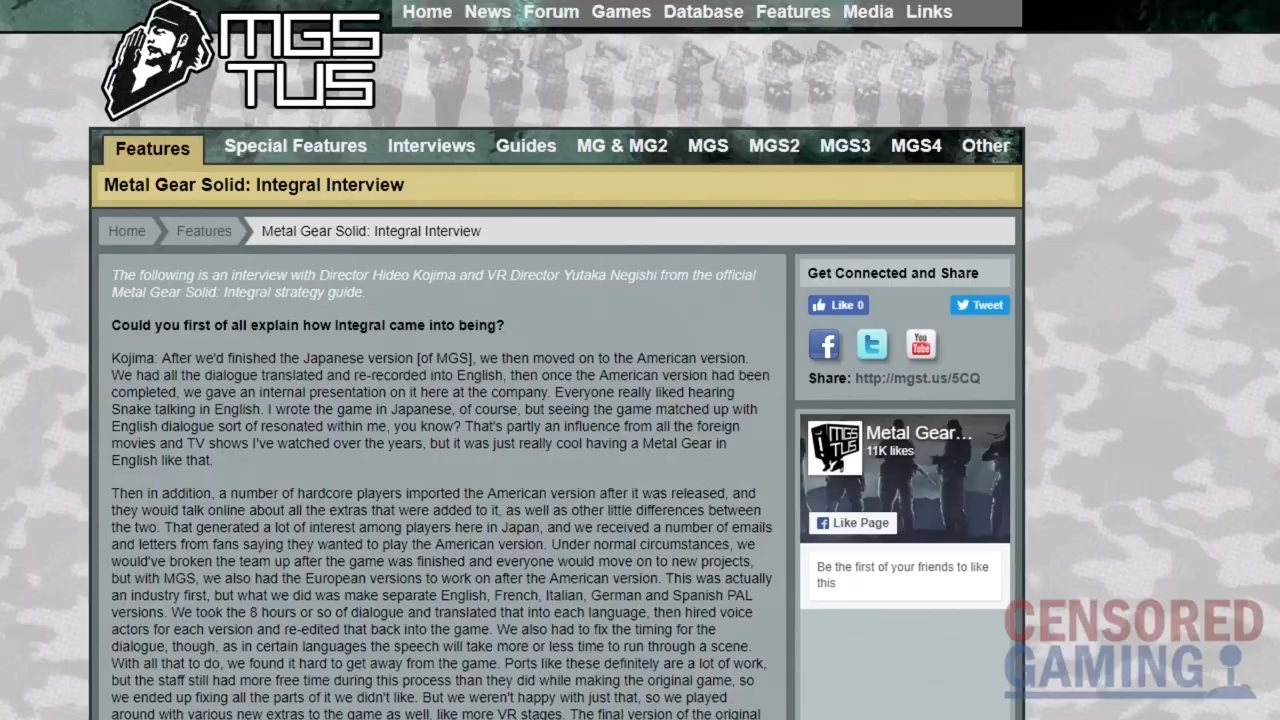 Home News Forum Games Database Features Media Links
MGS
TUS
Features Special Features Interviews Guides MG & MG2 MGS MGS2 MGS3 MGS4 Other
Metal Gear Solid: Integral Interview
Home Features Metal Gear Solid: Integral Interview
The following is an interview with Director Hideo Kojima and VR Director Yutaka Negishi from the official
Metal Gear Solid: Integral strategy guide.
Could you first of all explain how Integral came into being?
Kojima: After we'd finished the Japanese version [of MGS], we then moved on to the American version.
We had all the dialogue translated and re-recorded into English, then once the American version had been
completed, we gave an internal presentation on it here at the company. Everyone really liked hearing
Snake talking in English. I wrote the game in Japanese, of course, but seeing the game matched up with
English dialogue sort of resonated within me, you know? That's partly an influence from all the foreign
movies and TV shows I've watched over the years, but it was just really cool having a Metal Gear in
English like that.
Then in addition, a number of hardcore players imported the American version after it was released, and
they would talk online about all the extras that were added to it, as well as other little differences between
the two. That generated a lot of interest among players here in Japan, and we received a number of emails
and letters from fans saying they wanted to play the American version. Under normal circumstances, we
would've broken the team up after the game was finished and everyone would move on to new projects,
but with MGS, we also had the European versions to work on after the American version. This was actually
an industry first, but what we did was make separate English, French, Italian, German and Spanish PAL
versions. We took the 8 hours or so of dialogue and translated that into each language, then hired voice
actors for each version and re-edited that back into the game. We also had to fix the timing for the
dialogue, though, as in certain languages the speech will take more or less time to run through a scene.
With all that to do, we found it hard to get away from the game. Ports like these definitely are a lot of work,
but the staff still had more free time during this process than they did while making the original game, so
we ended up fixing all the parts of it we didn't like. But we weren't happy with just that, so we played
around with various new extras to the game as well, like more VR stages. The final version of the original
Get Connected and Share
Like 0 Tweet
You
Tube
Share: http://mgst.us/5CQ
MGS
TUS
Metal Gear...
11K likes
Like Page
Be the first of your friends to like
this
CENSORED
GAMING